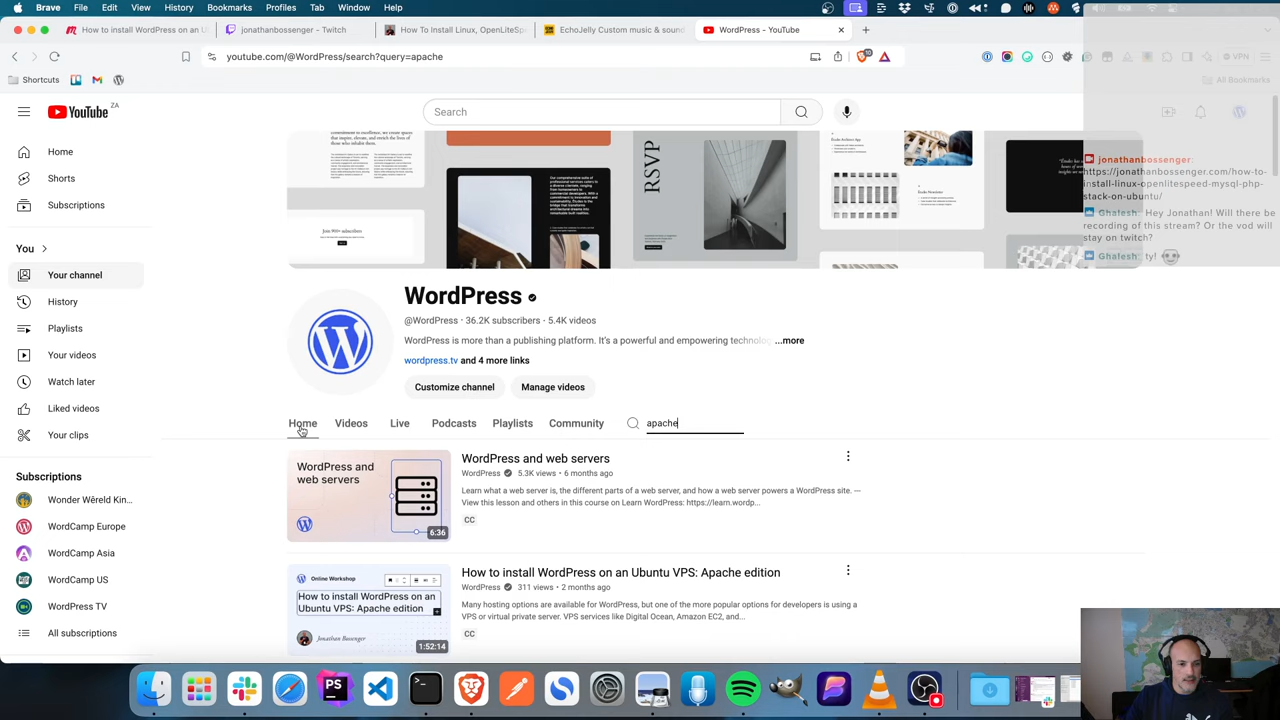 Brave Browser File Edit View History Bookmarks Profiles Tab Window Help
How to install WordPress on an U
jonathanbossenger - Twitch
How To Install Linux, OpenLiteSp
EchoJelly Custom music & sound
WordPress - YouTube
youtube.com/@WordPress/search?query=apache
10
VPN
Shortcuts
All Bookmarks
YouTube ZA
Search
Home
Shorts
Subscriptions
You
Your channel
History
Playlists
Your videos
Watch later
Liked videos
Your clips
Subscriptions
Wonder Wêreld Kin...
WordCamp Europe
WordCamp Asia
WordCamp US
WordPress TV
All subscriptions
RSVP
Join 900+ subscribers
WordPress
@WordPress · 36.2K subscribers · 5.4K videos
WordPress is more than a publishing platform. It's a powerful and empowering technolog ...more
wordpress.tv and 4 more links
Customize channel
Manage videos
Home
Videos
Live
Podcasts
Playlists
Community
apache
WordPress and
web servers
6:36
WordPress and web servers
WordPress 5.3K views • 6 months ago
Learn what a web server is, the different parts of a web server, and how a web server powers a WordPress site. —
View this lesson and others in this course on Learn WordPress: https://learn.wordp...
CC
Online Workshop
How to install WordPress on an
Ubuntu VPS: Apache edition
Jonathan Bossenger
1:52:14
How to install WordPress on an Ubuntu VPS: Apache edition
WordPress 311 views • 2 months ago
Many hosting options are available for WordPress, but one of the more popular options for developers is using a
VPS or virtual private server. VPS services like Digital Ocean, Amazon EC2, and...
CC
jonathanbossenger:
https://jonathanbossenger.com/how-to-
install-linux-openlitespeed-mysql-php-
stack-on-ubuntu/
Ghalesh: Hey Jonathan! Will there be
recording of this stream? Or the vod will
stay on twitch?
Ghalesh: ty!
PS